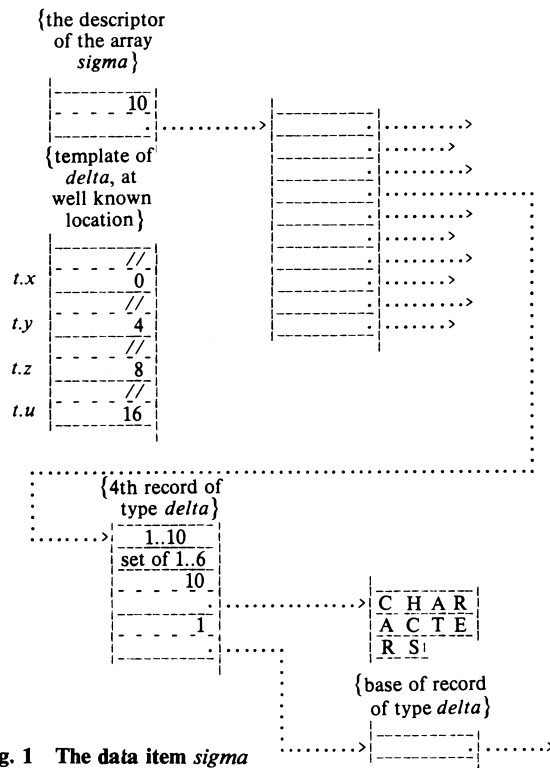 {the descriptor
of the array
sigma}
10
{template of
delta, at
well known
location}
//
t.x 0
//
t.y 4
//
t.z 8
//
t.u 16
{4th record of
type delta}
1..10
set of 1..6
10
C H A R
A C T E
R S
1
{base of record
of type delta}
g. 1 The data item sigma